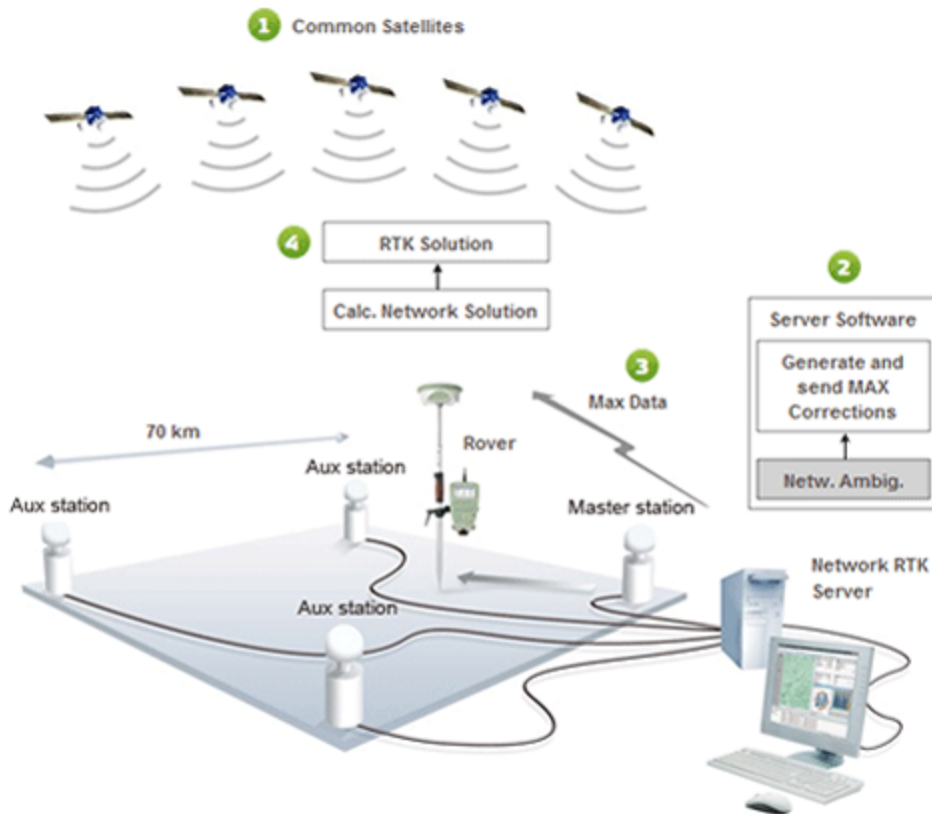 1 Common Satellites
4 RTK Solution
Calc. Network Solution
2
Server Software
Generate and
send MAX
Corrections
Netw. Ambig.
3
Max Data
70 km
Rover
Aux station
Aux station
Master station
Aux station
Network RTK
Server